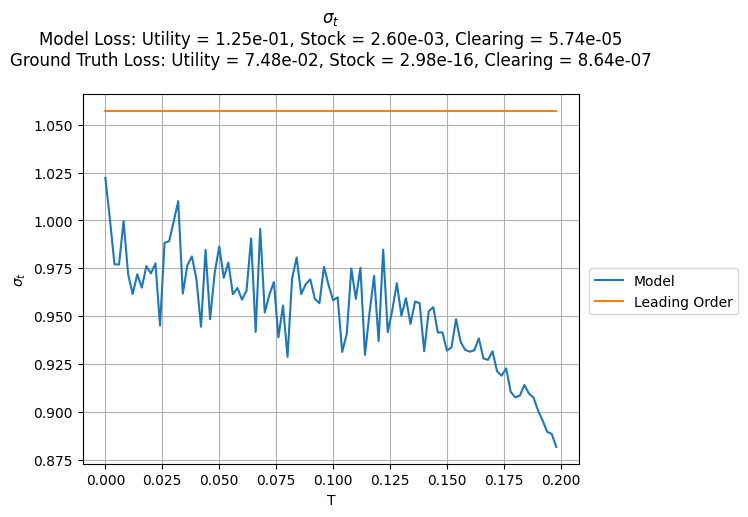 σₜ
Model Loss: Utility = 1.25e-01, Stock = 2.60e-03, Clearing = 5.74e-05
Ground Truth Loss: Utility = 7.48e-02, Stock = 2.98e-16, Clearing = 8.64e-07
1.050
1.025
1.000
0.975
0.950
0.925
0.900
0.875
σₜ
0.000 0.025 0.050 0.075 0.100 0.125 0.150 0.175 0.200
T
Model
Leading Order